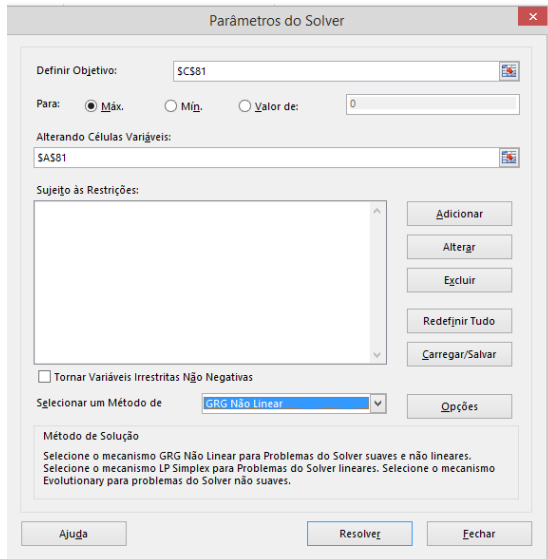 Parâmetros do Solver
Definir Objetivo: $C$81
Para: Máx. Mín. Valor de: 0
Alterando Células Variáveis:
$A$81
Sujeito às Restrições:
Adicionar
Alterar
Excluir
Redefinir Tudo
Carregar/Salvar
Tornar Variáveis Irrestritas Não Negativas
Selecionar um Método de GRG Não Linear Opções
Método de Solução
Selecione o mecanismo GRG Não Linear para Problemas do Solver suaves e não lineares.
Selecione o mecanismo LP Simplex para Problemas do Solver lineares. Selecione o mecanismo
Evolutionary para problemas do Solver não suaves.
Ajuda Resolver Fechar